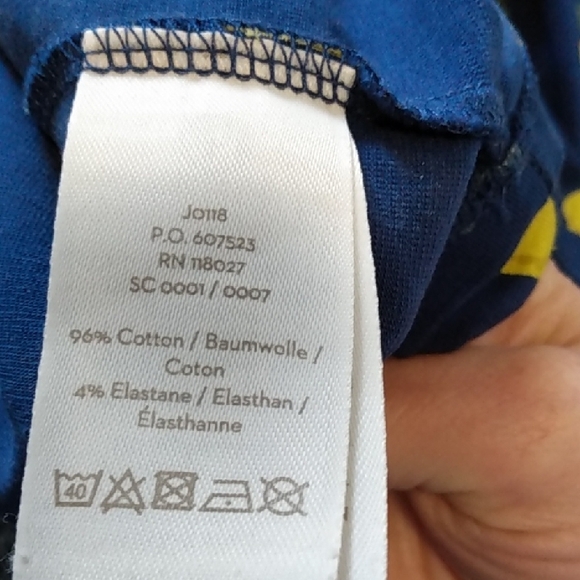 J0118
P.O. 607523
RN 118027
SC 0001 / 0007
96% Cotton / Baumwolle /
Coton
4% Elastane / Elasthan /
Élasthanne
40